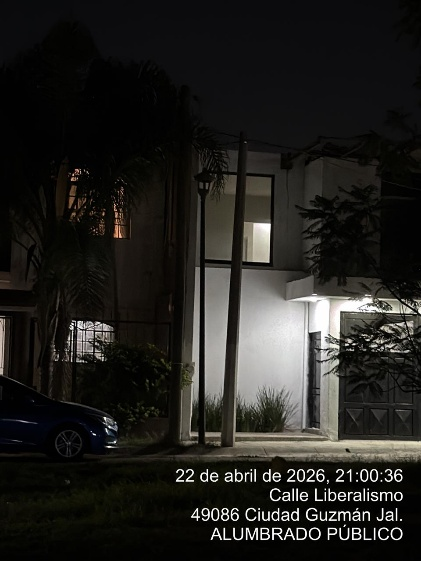 22 de abril de 2026, 21:00:36
Calle Liberalismo
49086 Ciudad Guzmán Jal.
ALUMBRADO PÚBLICO